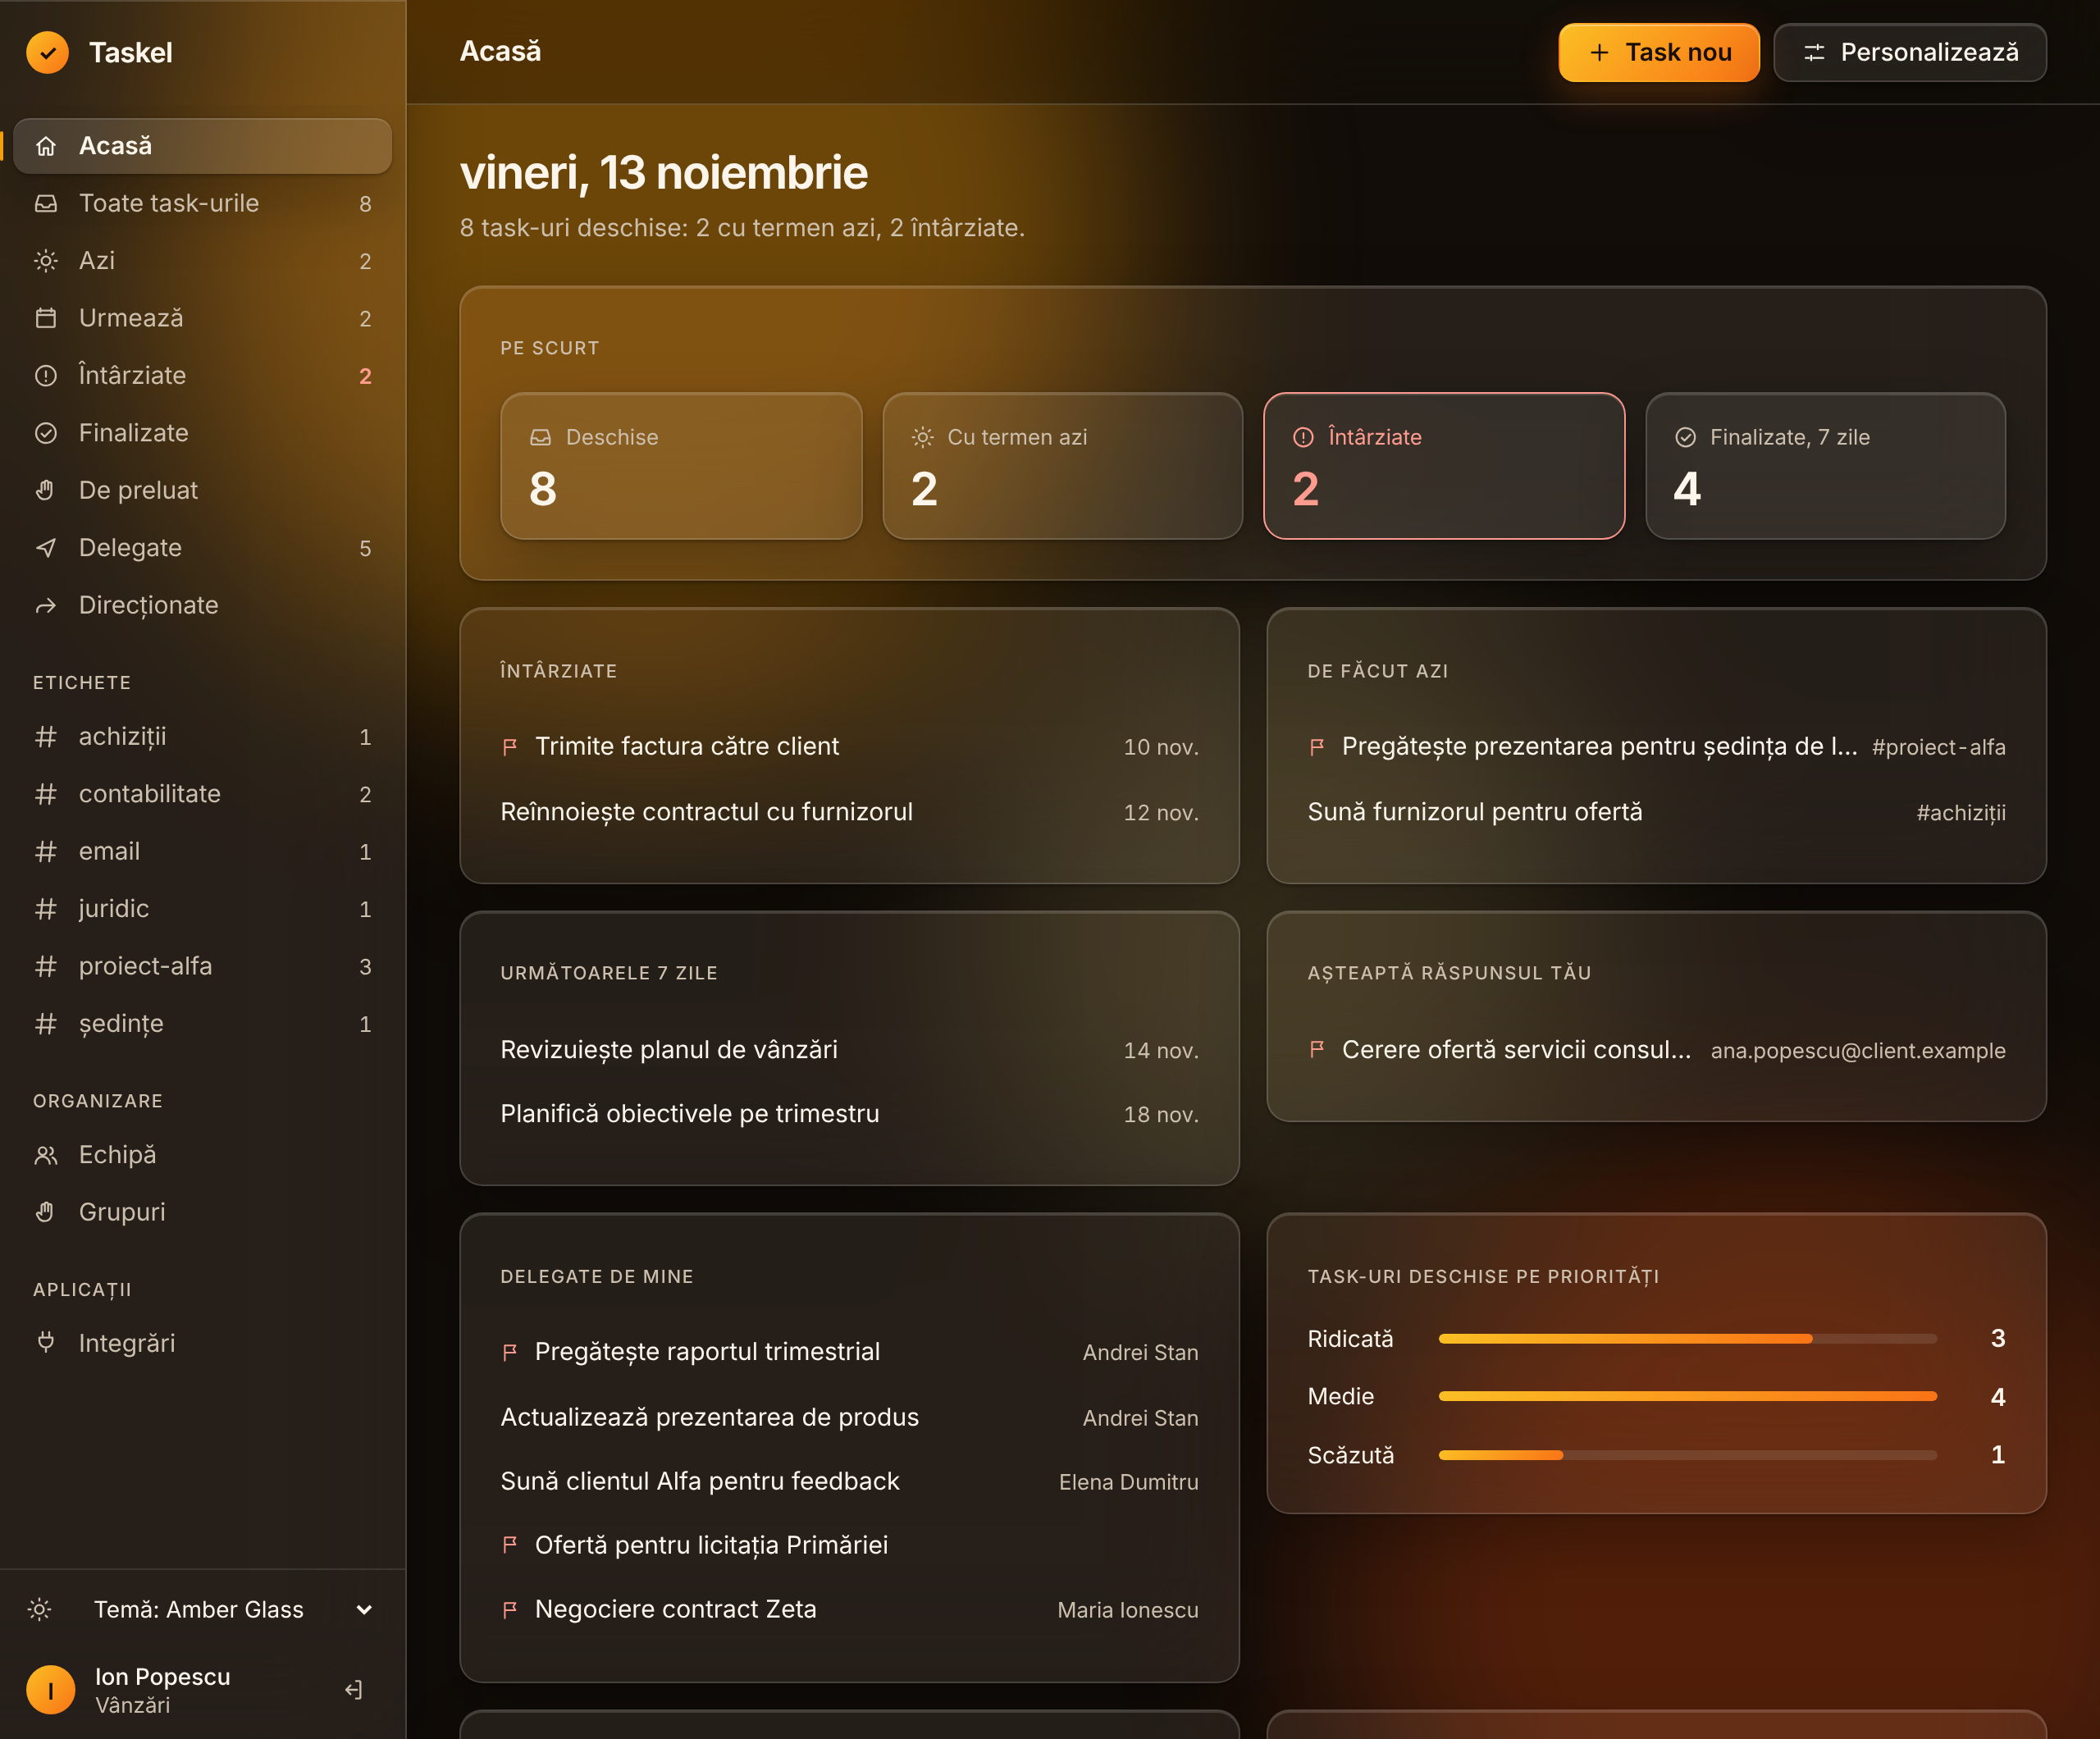 Taskel
Acasă
Toate task-urile 8
Azi 2
Urmează 2
Întârziate 2
Finalizate
De preluat
Delegate 5
Direcționate
ETICHETE
# achiziții 1
# contabilitate 2
# email 1
# juridic 1
# proiect-alfa 3
# ședințe 1
ORGANIZARE
Echipă
Grupuri
APLICAȚII
Integrări
Temă: Amber Glass
I
Ion Popescu
Vânzări
Acasă
+ Task nou
Personalizează
vineri, 13 noiembrie
8 task-uri deschise: 2 cu termen azi, 2 întârziate.
PE SCURT
Deschise
8
Cu termen azi
2
Întârziate
2
Finalizate, 7 zile
4
ÎNTÂRZIATE
Trimite factura către client 10 nov.
Reînnoiește contractul cu furnizorul 12 nov.
DE FĂCUT AZI
Pregătește prezentarea pentru ședința de l... #proiect-alfa
Sună furnizorul pentru ofertă #achiziții
URMĂTOARELE 7 ZILE
Revizuiește planul de vânzări 14 nov.
Planifică obiectivele pe trimestru 18 nov.
AȘTEAPTĂ RĂSPUNSUL TĂU
Cerere ofertă servicii consul... ana.popescu@client.example
DELEGATE DE MINE
Pregătește raportul trimestrial Andrei Stan
Actualizează prezentarea de produs Andrei Stan
Sună clientul Alfa pentru feedback Elena Dumitru
Ofertă pentru licitația Primăriei
Negociere contract Zeta Maria Ionescu
TASK-URI DESCHISE PE PRIORITĂȚI
Ridicată 3
Medie 4
Scăzută 1